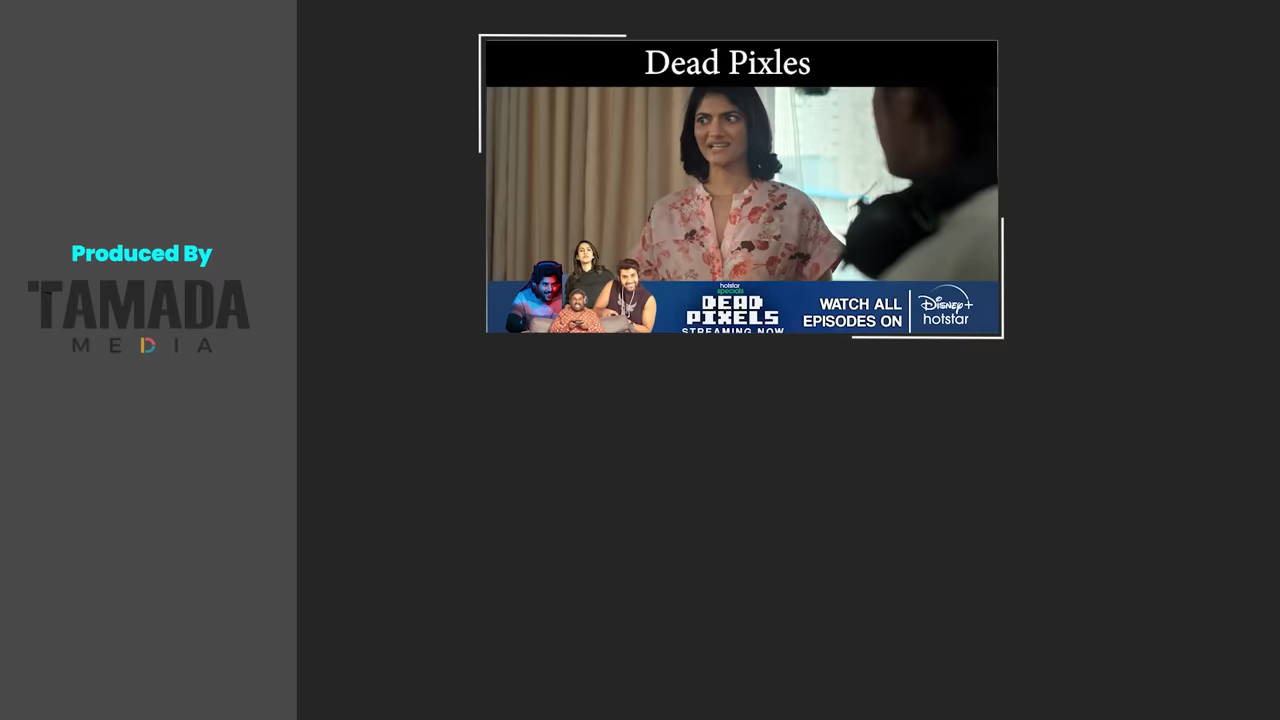 Produced By
TAMADA
MEDIA
Dead Pixles
hotstar
specials
DEAD
PIXELS
STREAMING NOW
WATCH ALL
EPISODES ON
Disney+
hotstar